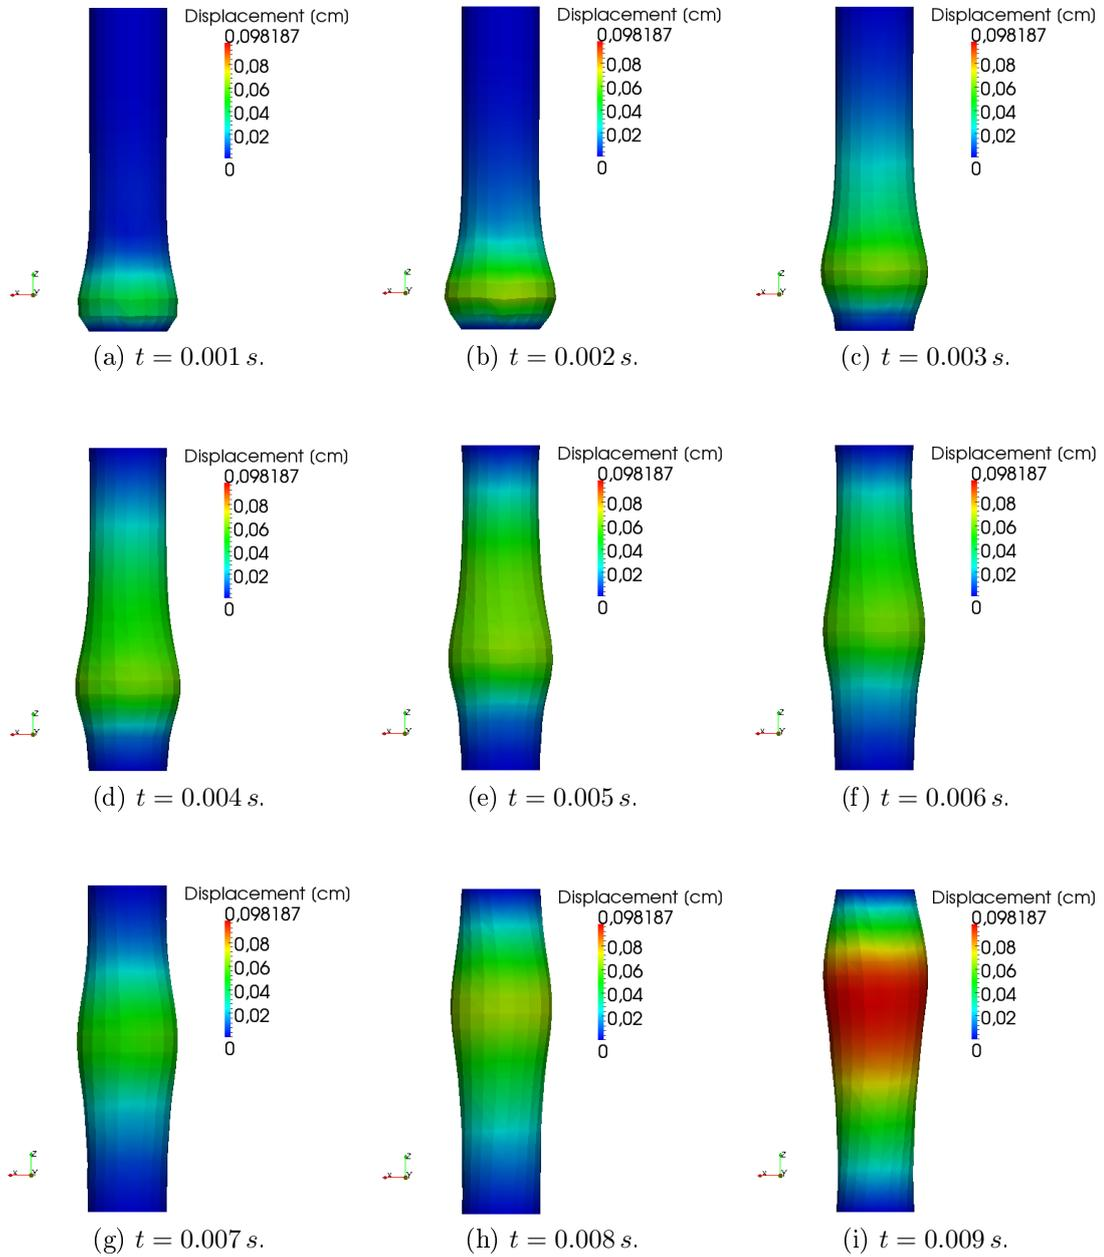 Displacement (cm)
0,098187
0,08
0,06
0,04
0,02
0
Z
X
Y
(a) t = 0.001 s.
Displacement (cm)
0,098187
0,08
0,06
0,04
0,02
0
Z
X
Y
(b) t = 0.002 s.
Displacement (cm)
0,098187
0,08
0,06
0,04
0,02
0
Z
X
Y
(c) t = 0.003 s.
Displacement (cm)
0,098187
0,08
0,06
0,04
0,02
0
Z
X
Y
(d) t = 0.004 s.
Displacement (cm)
0,098187
0,08
0,06
0,04
0,02
0
Z
X
Y
(e) t = 0.005 s.
Displacement (cm)
0,098187
0,08
0,06
0,04
0,02
0
Z
X
Y
(f) t = 0.006 s.
Displacement (cm)
0,098187
0,08
0,06
0,04
0,02
0
Z
X
Y
(g) t = 0.007 s.
Displacement (cm)
0,098187
0,08
0,06
0,04
0,02
0
Z
X
Y
(h) t = 0.008 s.
Displacement (cm)
0,098187
0,08
0,06
0,04
0,02
0
Z
X
Y
(i) t = 0.009 s.